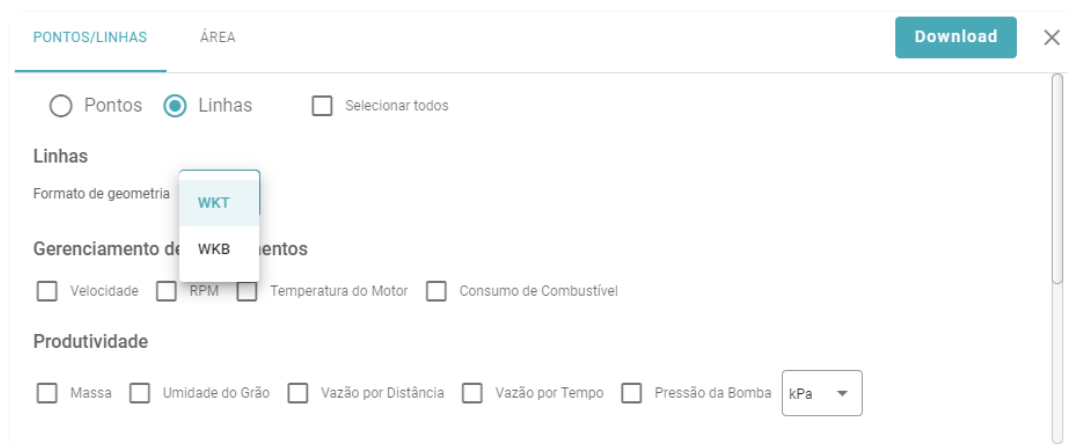 PONTOS/LINHAS ÁREA Download
Pontos Linhas Selecionar todos
Linhas
Formato de geometria
WKT
WKB
Gerenciamento de entos
Velocidade RPM Temperatura do Motor Consumo de Combustível
Produtividade
Massa Umidade do Grão Vazão por Distância Vazão por Tempo Pressão da Bomba kPa